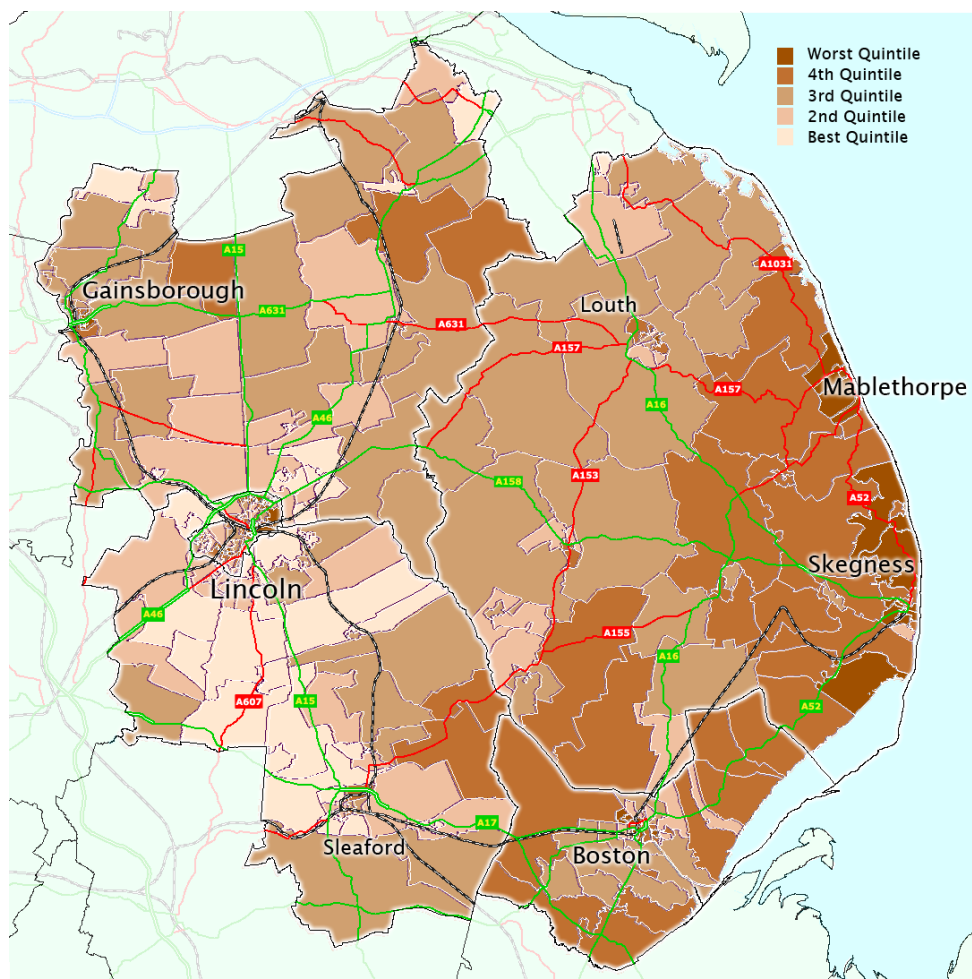 Worst Quintile
4th Quintile
3rd Quintile
2nd Quintile
Best Quintile
A15
A1031
Gainsborough
A631
Louth
A631
A157
A157
Mablethorpe
A16
A46
A153
A158
A52
Skegness
Lincoln
A46
A155
A16
A607
A15
A52
A17
Sleaford
Boston